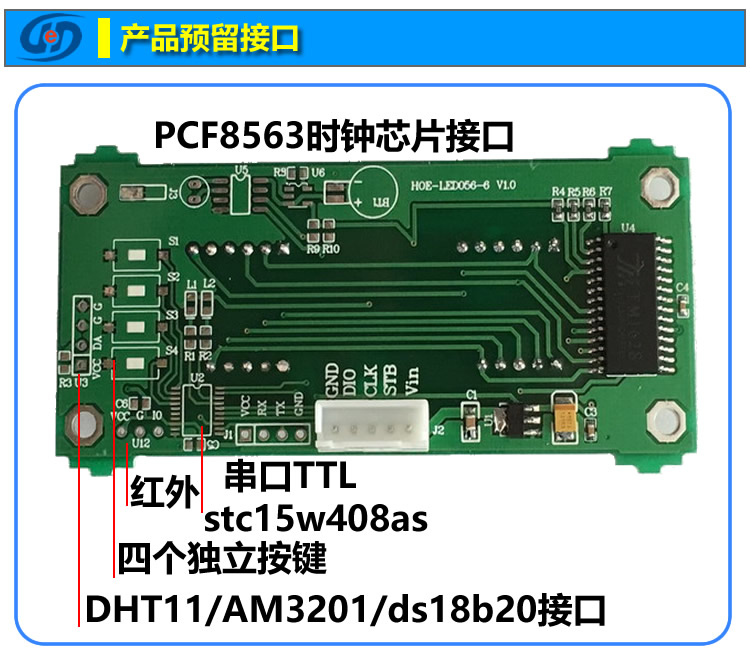 产品预留接口
PCF8563时钟芯片接口
U5
R8
U6
HOE-LED056-6 V1.0
BT1
R9
R10
R4
R5
R6
R7
U4
S1
S2
S3
S4
L1
L2
R1
R2
C4
G
G
DA
VCC
R3
U3
U2
C6
VCC
G
IO
U12
J1
VCC
RX
TX
GND
GND
DIO
CLK
STB
Vin
J2
C2
U1
C3
红外
串口TTL
stc15w408as
四个独立按键
DHT11/AM3201/ds18b20接口